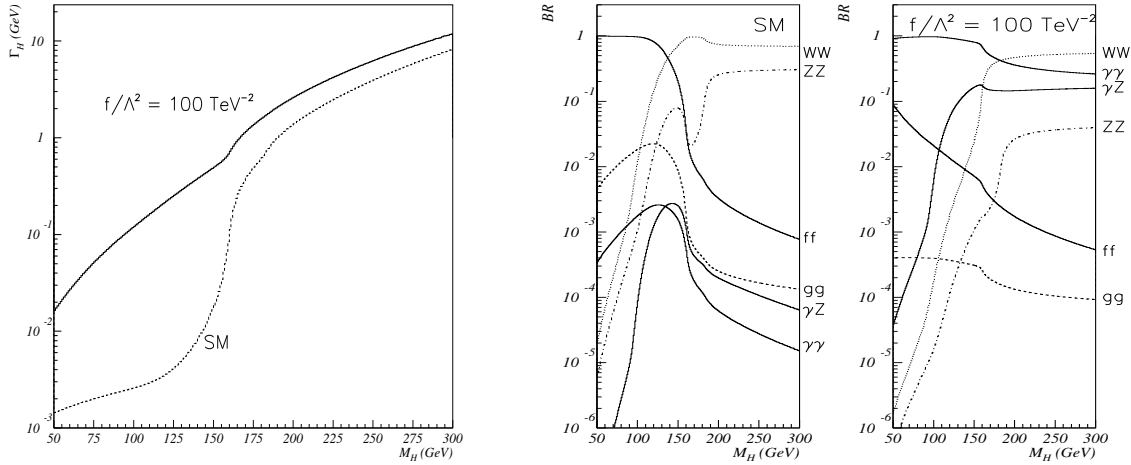 Γ_H (GeV)
10
1
10^-1
10^-2
10^-3
f/Λ² = 100 TeV⁻²
SM
50 75 100 125 150 175 200 225 250 275 300
M_H (GeV)
BR
SM
1
10^-1
10^-2
10^-3
10^-4
10^-5
10^-6
WW
ZZ
ff
gg
γZ
γγ
50 100 150 200 250 300
M_H (GeV)
BR
f/Λ² = 100 TeV⁻²
1
10^-1
10^-2
10^-3
10^-4
10^-5
10^-6
WW
γγ
γZ
ZZ
ff
gg
50 100 150 200 250 300
M_H (GeV)